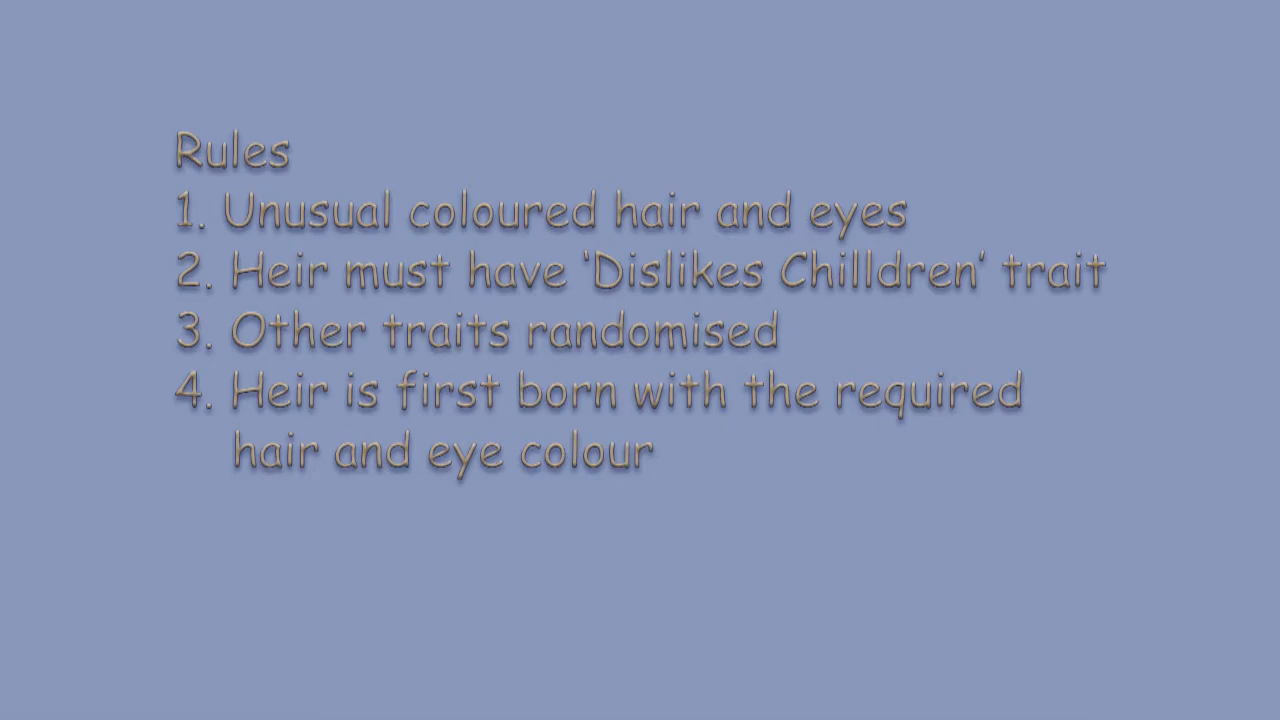 Rules
1. Unusual coloured hair and eyes
2. Heir must have 'Dislikes Chilldren' trait
3. Other traits randomised
4. Heir is first born with the required
hair and eye colour